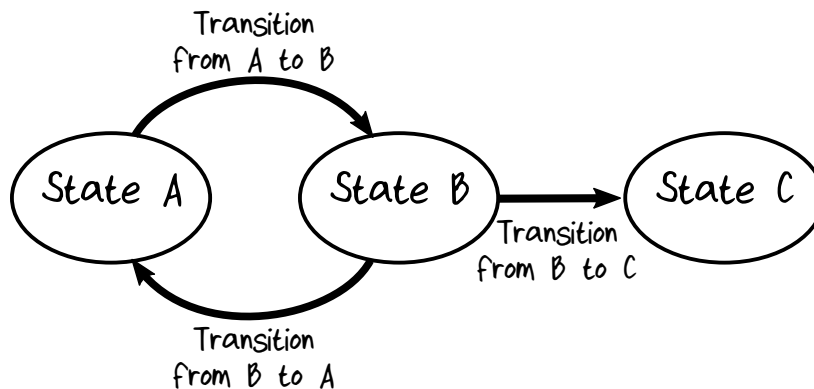 Transition
from A to B
State A
State B
State C
Transition
from B to C
Transition
from B to A